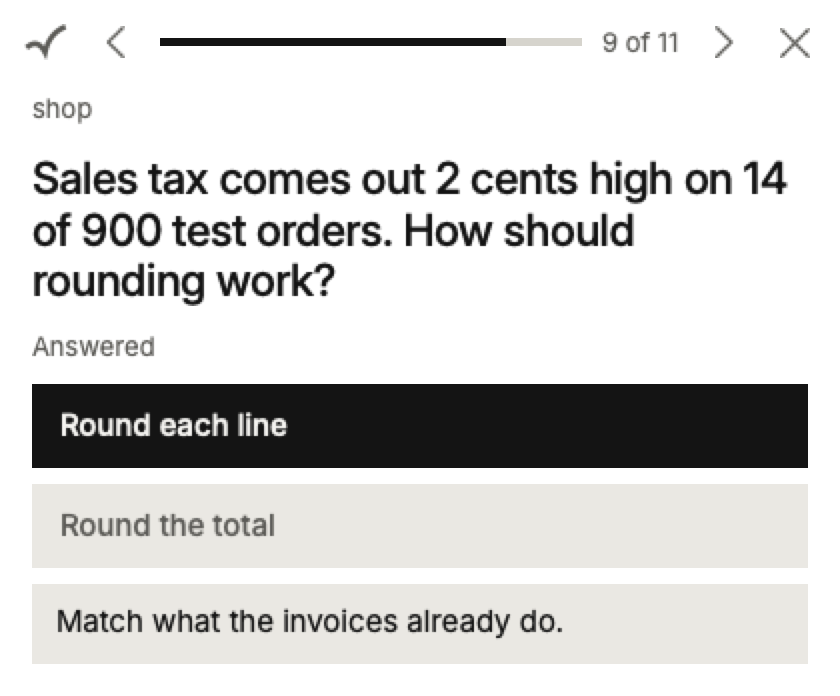 9 of 11
shop
Sales tax comes out 2 cents high on 14
of 900 test orders. How should
rounding work?
Answered
Round each line
Round the total
Match what the invoices already do.